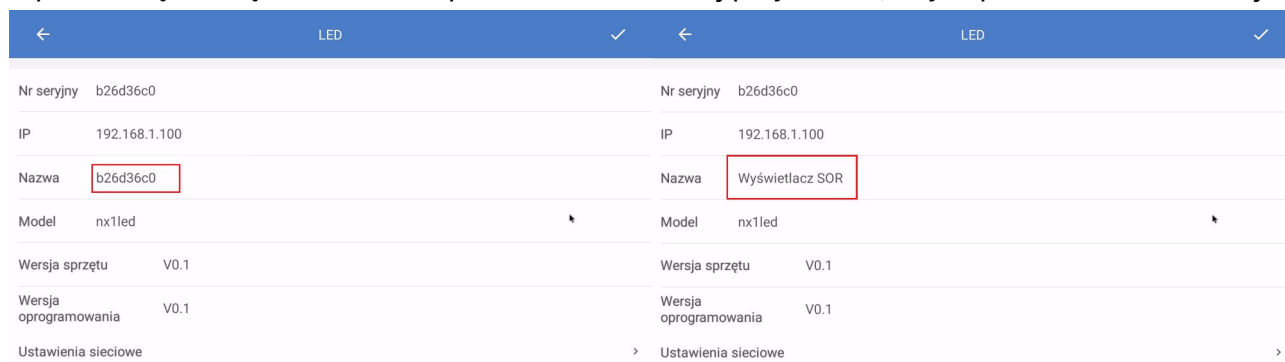 LED
Nr seryjny b26d36c0
IP 192.168.1.100
Nazwa b26d36c0
Model nx1led
Wersja sprzętu V0.1
Wersja
oprogramowania V0.1
Ustawienia sieciowe
LED
Nr seryjny b26d36c0
IP 192.168.1.100
Nazwa Wyświetlacz SOR
Model nx1led
Wersja sprzętu V0.1
Wersja
oprogramowania V0.1
Ustawienia sieciowe